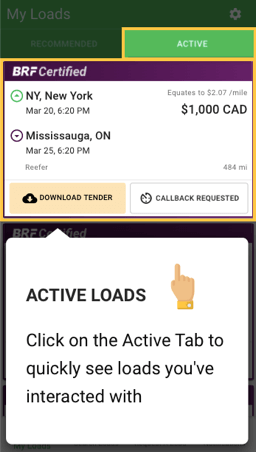 My Loads
RECOMMENDED
ACTIVE
BRF Certified
NY, New York
Equates to $2.07 /mile
Mar 20, 6:20 PM
$1,000 CAD
Mississauga, ON
Mar 25, 6:20 PM
Reefer
484 mi
DOWNLOAD TENDER
CALLBACK REQUESTED
BRF Certified
ACTIVE LOADS
Click on the Active Tab to
quickly see loads you've
interacted with
My Loads